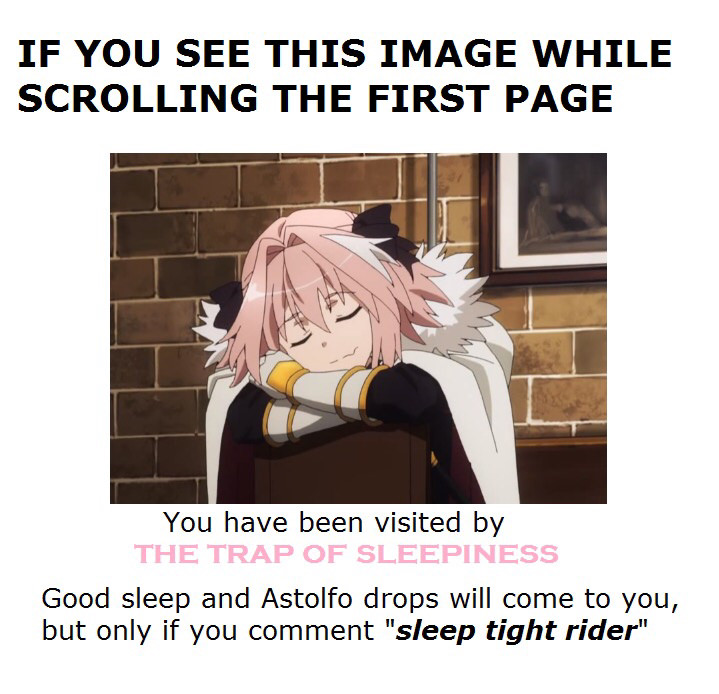 IF YOU SEE THIS IMAGE WHILE
SCROLLING THE FIRST PAGE
You have been visited by
THE TRAP OF SLEEPINESS
Good sleep and Astolfo drops will come to you,
but only if you comment "sleep tight rider"